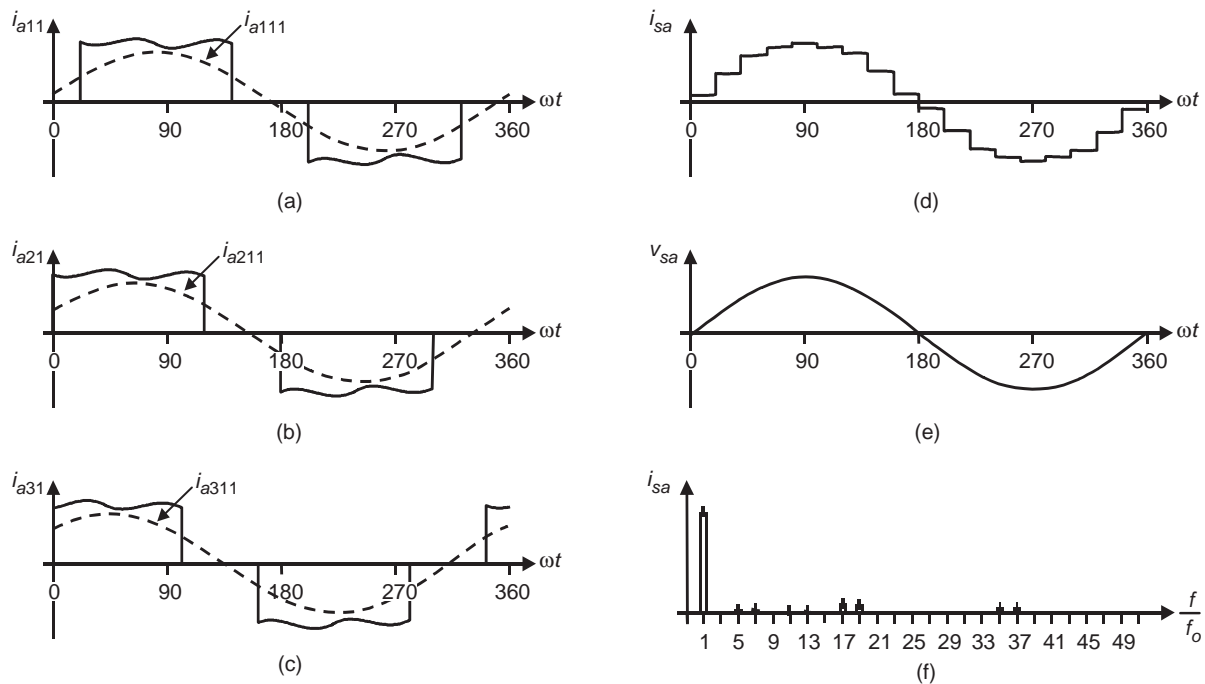 i_a11
i_a111
ωt
0 90 180 270 360
(a)
i_a21
i_a211
ωt
0 90 180 270 360
(b)
i_a31
i_a311
ωt
0 90 180 270 360
(c)
i_sa
ωt
0 90 180 270 360
(d)
v_sa
ωt
0 90 180 270 360
(e)
i_sa
f
f_o
1 5 9 13 17 21 25 29 33 37 41 45 49
(f)